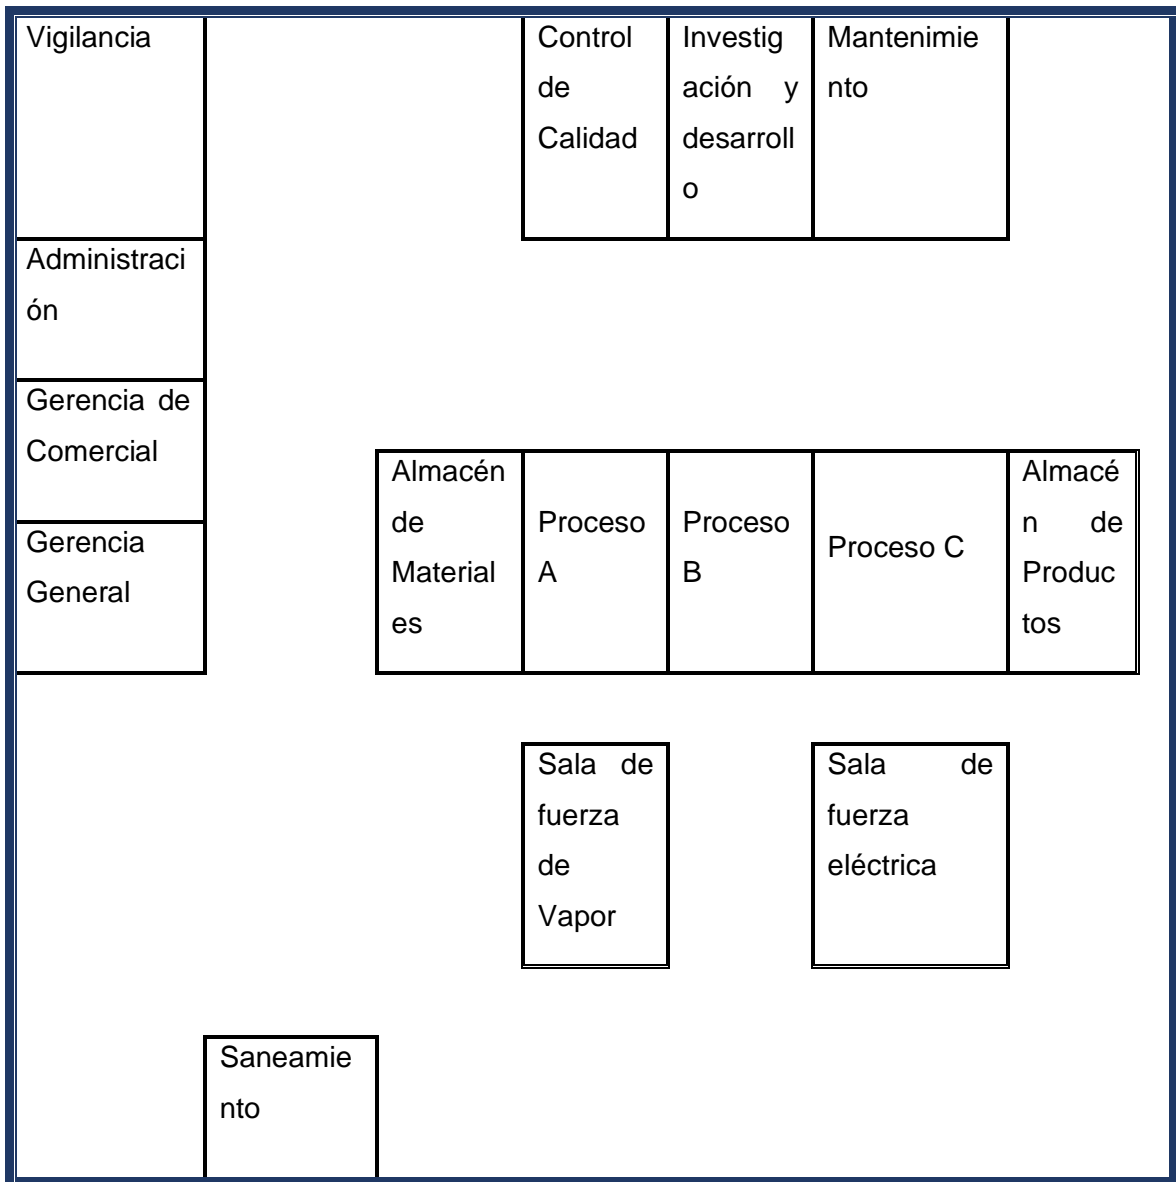 Vigilancia
Control
de
Calidad
Investig
ación y
desarroll
o
Mantenimie
nto
Administraci
ón
Gerencia de
Comercial
Gerencia
General
Almacén
de
Material
es
Proceso
A
Proceso
B
Proceso C
Almacé
n de
Produc
tos
Sala de
fuerza
de
Vapor
Sala de
fuerza
eléctrica
Saneamie
nto